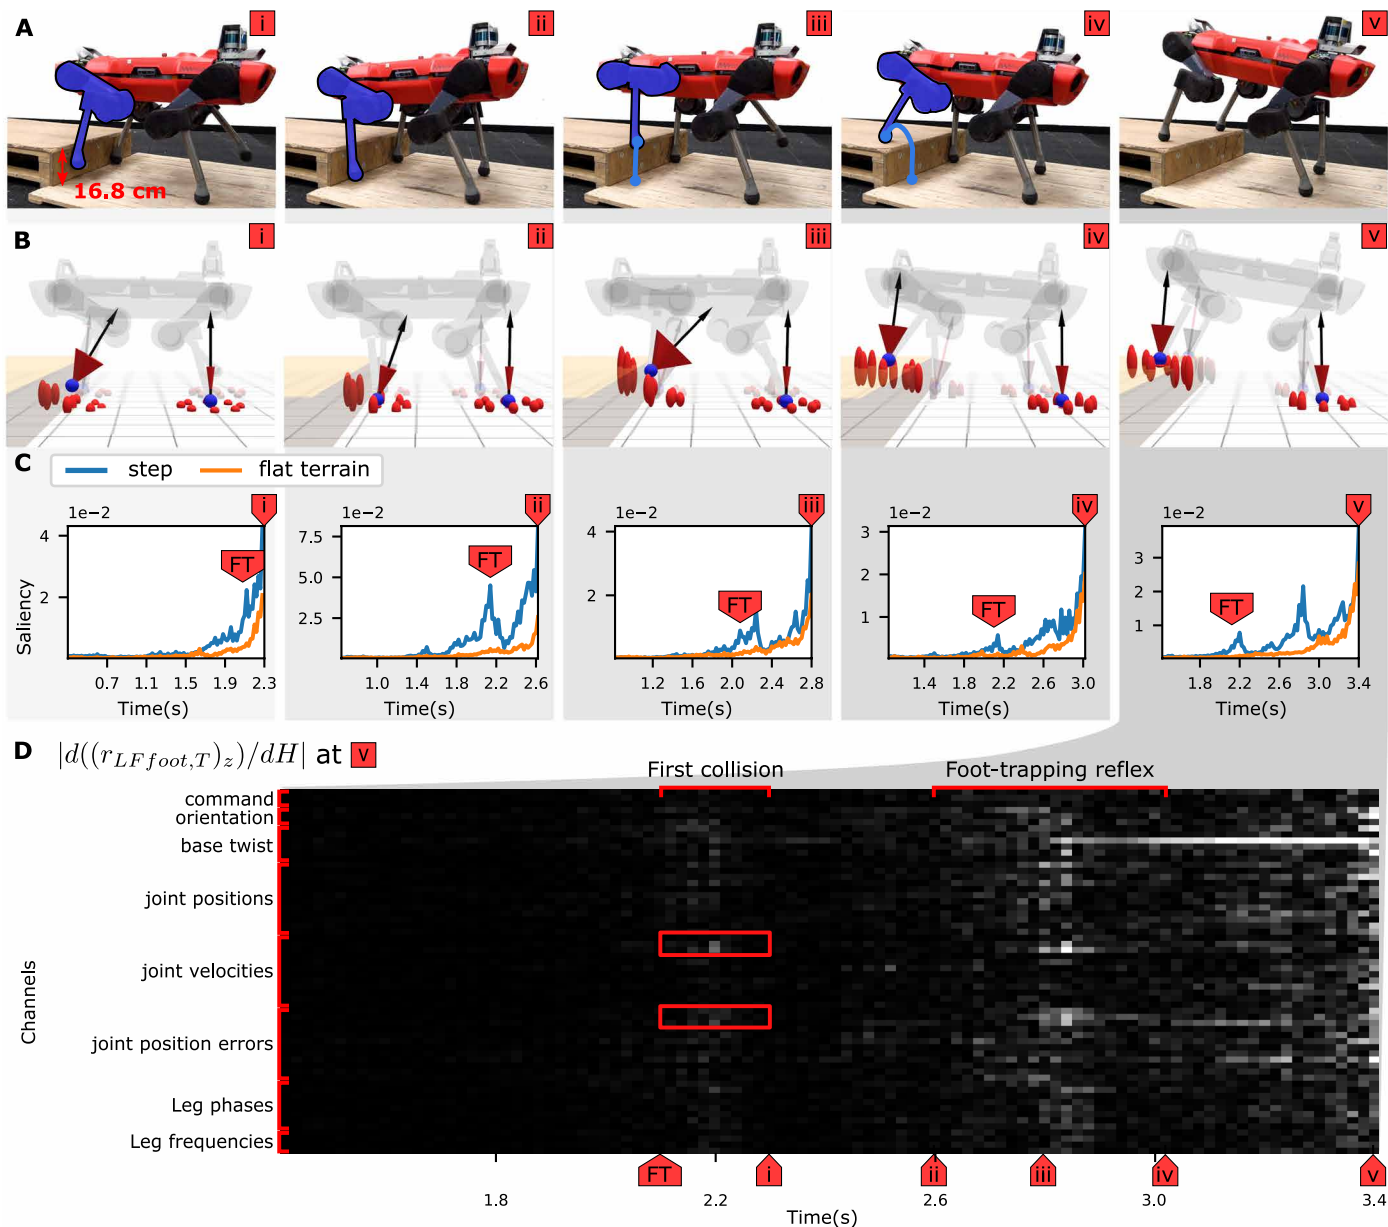 A i ii iii iv v
16.8 cm
B i ii iii iv v
C step flat terrain
i ii iii iv v
1e−2 1e−2 1e−2 1e−2 1e−2
FT FT FT FT FT
Saliency
4 2
7.5 5.0 2.5
4 2
3 2 1
3 2 1
0.7 1.1 1.5 1.9 2.3
1.0 1.4 1.8 2.2 2.6
1.2 1.6 2.0 2.4 2.8
1.4 1.8 2.2 2.6 3.0
1.8 2.2 2.6 3.0 3.4
Time(s) Time(s) Time(s) Time(s) Time(s)
D |d((r_{LFfoot,T})_z)/dH| at v
First collision Foot-trapping reflex
Channels
command
orientation
base twist
joint positions
joint velocities
joint position errors
Leg phases
Leg frequencies
FT i ii iii iv v
1.8 2.2 2.6 3.0 3.4
Time(s)